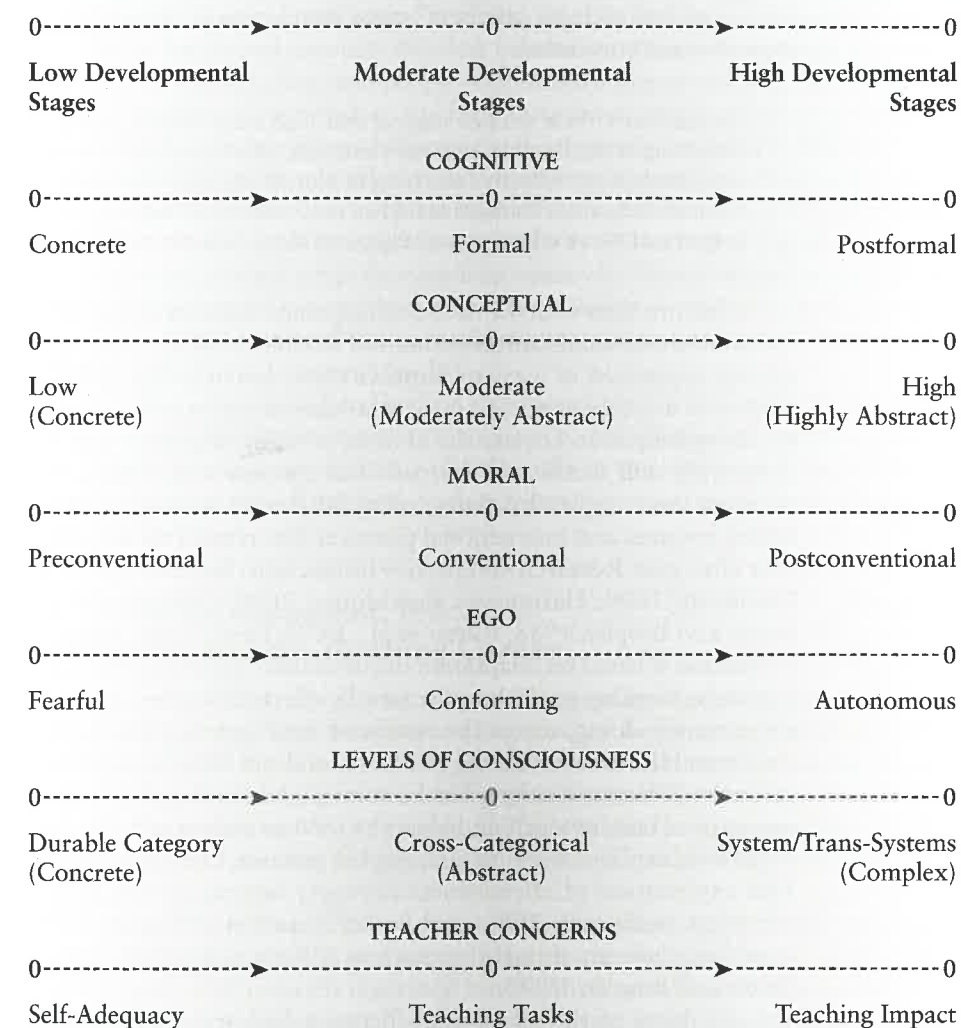 0---------------------->----------------------0---------------------->----------------------0
Low Developmental Stages Moderate Developmental Stages High Developmental Stages
COGNITIVE
0---------------------->----------------------0---------------------->----------------------0
Concrete Formal Postformal
CONCEPTUAL
0---------------------->----------------------0---------------------->----------------------0
Low Moderate High
(Concrete) (Moderately Abstract) (Highly Abstract)
MORAL
0---------------------->----------------------0---------------------->----------------------0
Preconventional Conventional Postconventional
EGO
0---------------------->----------------------0---------------------->----------------------0
Fearful Conforming Autonomous
LEVELS OF CONSCIOUSNESS
0---------------------->----------------------0---------------------->----------------------0
Durable Category Cross-Categorical System/Trans-Systems
(Concrete) (Abstract) (Complex)
TEACHER CONCERNS
0---------------------->----------------------0---------------------->----------------------0
Self-Adequacy Teaching Tasks Teaching Impact